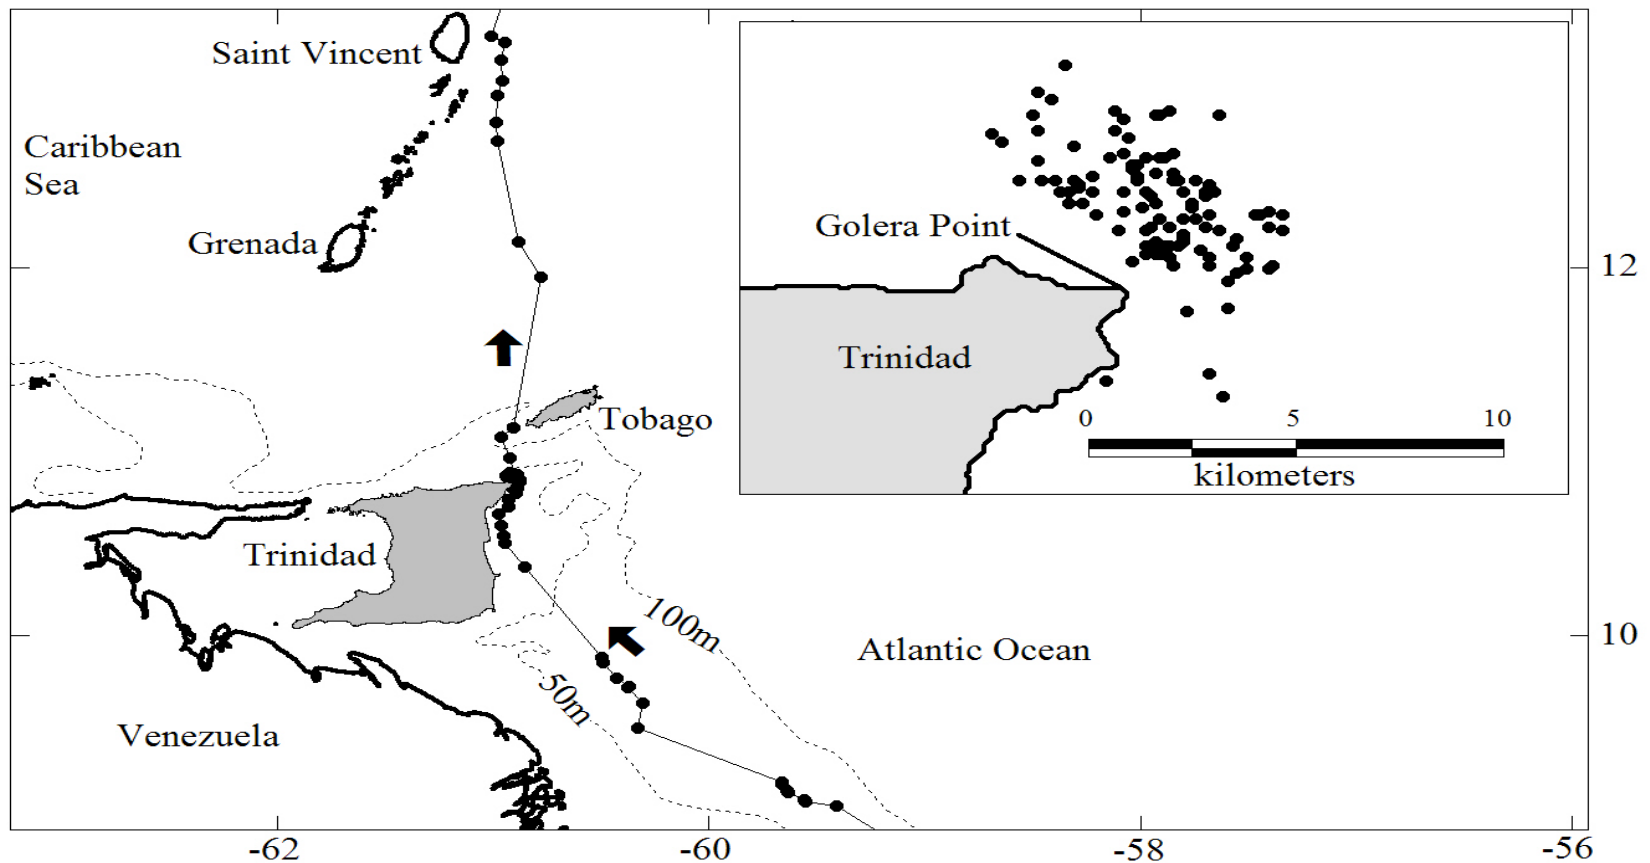 Saint Vincent
Caribbean
Sea
Grenada
Golera Point
Trinidad
0 5 10
kilometers
12
Tobago
Trinidad
100m
50m
Atlantic Ocean
10
Venezuela
-62 -60 -58 -56